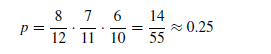 p = 8/12 · 7/11 · 6/10 = 14/55 ≈ 0.25